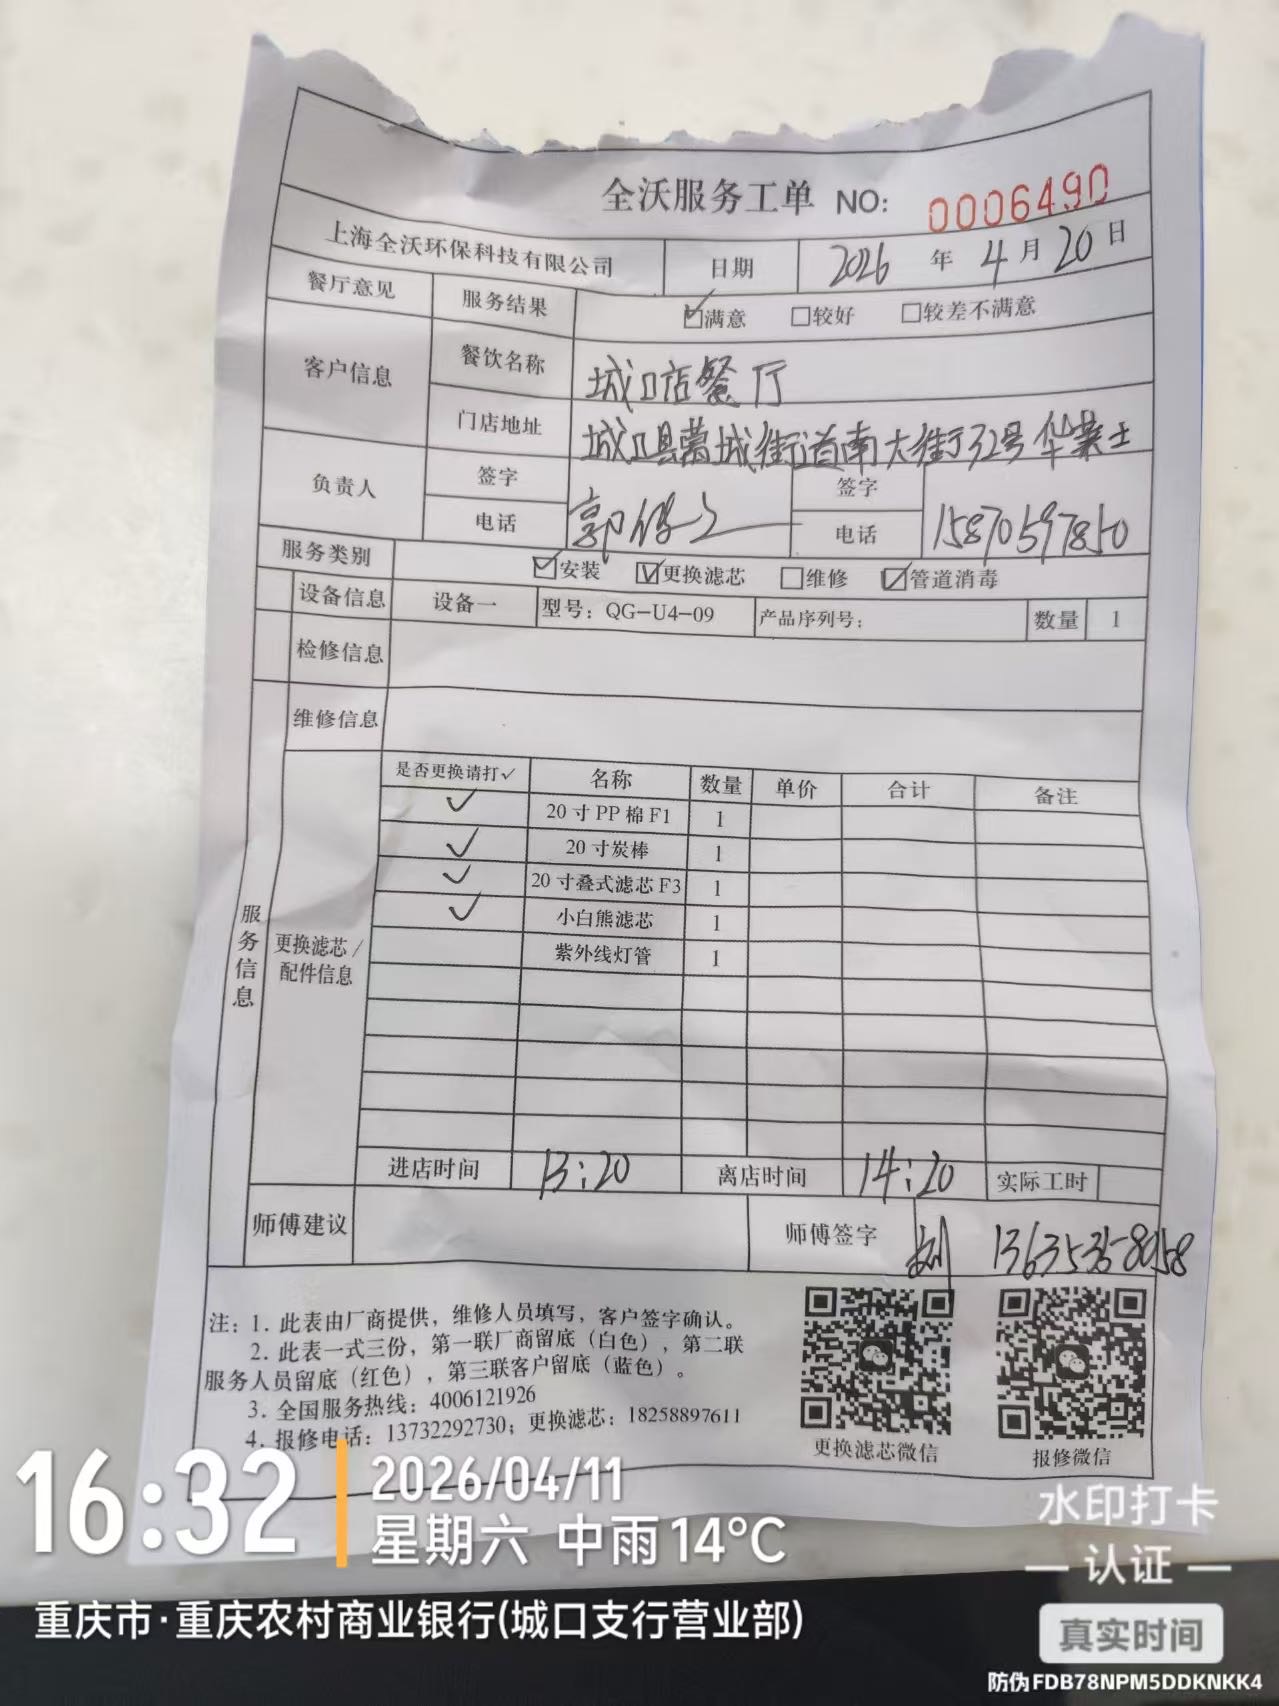 全沃服务工单 NO: 0006490
上海全沃环保科技有限公司 日期 2026 年 4 月 20 日
餐厅意见 服务结果 ☑满意 □较好 □较差不满意
客户信息 餐饮名称 城口店餐厅
门店地址 城口县葛城街道南大街32号华业士
负责人 签字 郭 签字
电话 电话 15870597850
服务类别 ☑安装 ☑更换滤芯 □维修 ☑管道消毒
设备信息 设备一 型号: QG-U4-09 产品序列号: 数量 1
检修信息
维修信息
服务信息
更换滤芯/配件信息
是否更换请打✓ 名称 数量 单价 合计 备注
✓ 20寸PP棉F1 1
✓ 20寸炭棒 1
✓ 20寸叠式滤芯F3 1
✓ 小白熊滤芯 1
紫外线灯管 1
进店时间 13:20 离店时间 14:20 实际工时
师傅建议 师傅签字 13635358058
注: 1. 此表由厂商提供，维修人员填写，客户签字确认。
2. 此表一式三份，第一联厂商留底（白色），第二联
服务人员留底（红色），第三联客户留底（蓝色）。
3. 全国服务热线: 4006121926
4. 报修电话: 13732292730; 更换滤芯: 18258897611
更换滤芯微信 报修微信
16:32 2026/04/11
星期六 中雨 14°C
重庆市·重庆农村商业银行(城口支行营业部)
水印打卡
认证
真实时间
防伪 FDB78NPM5DDKNKK4